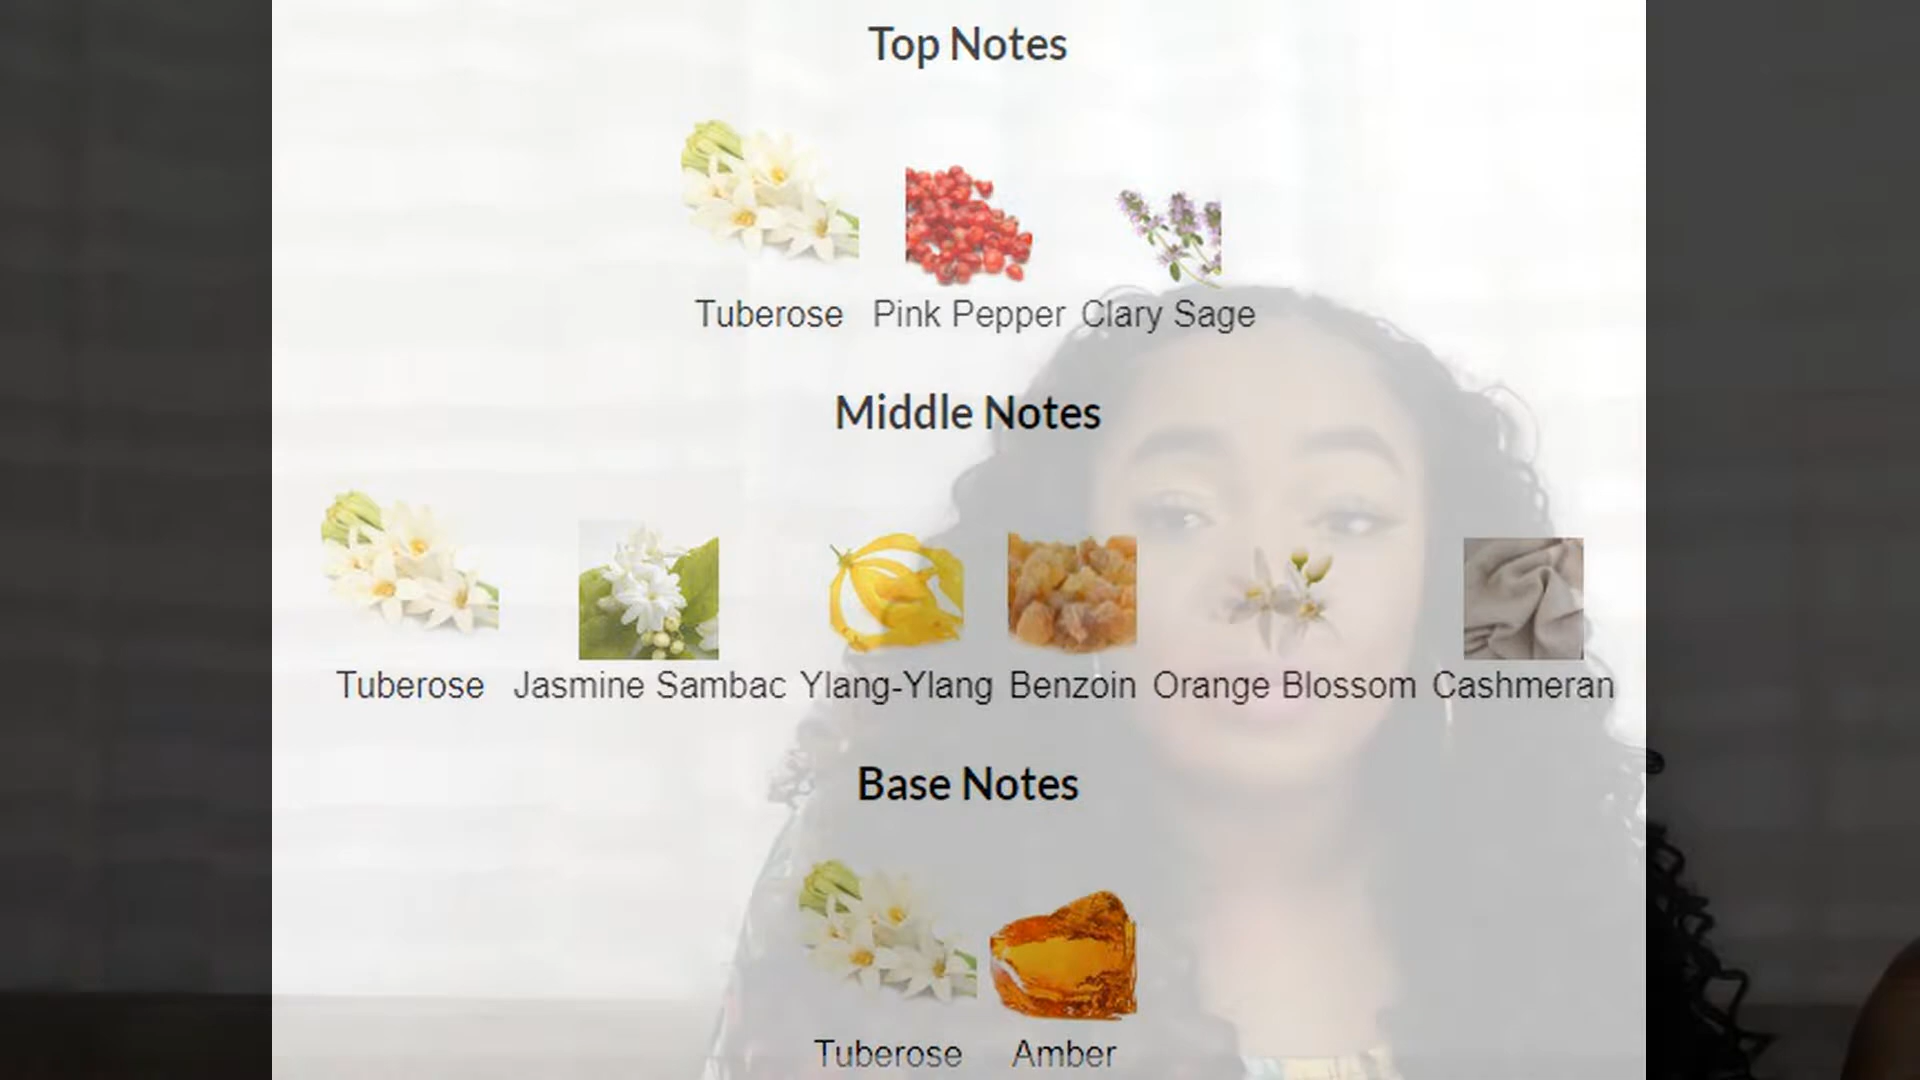 Top Notes
Tuberose Pink Pepper Clary Sage
Middle Notes
Tuberose Jasmine Sambac Ylang-Ylang Benzoin Orange Blossom Cashmeran
Base Notes
Tuberose Amber